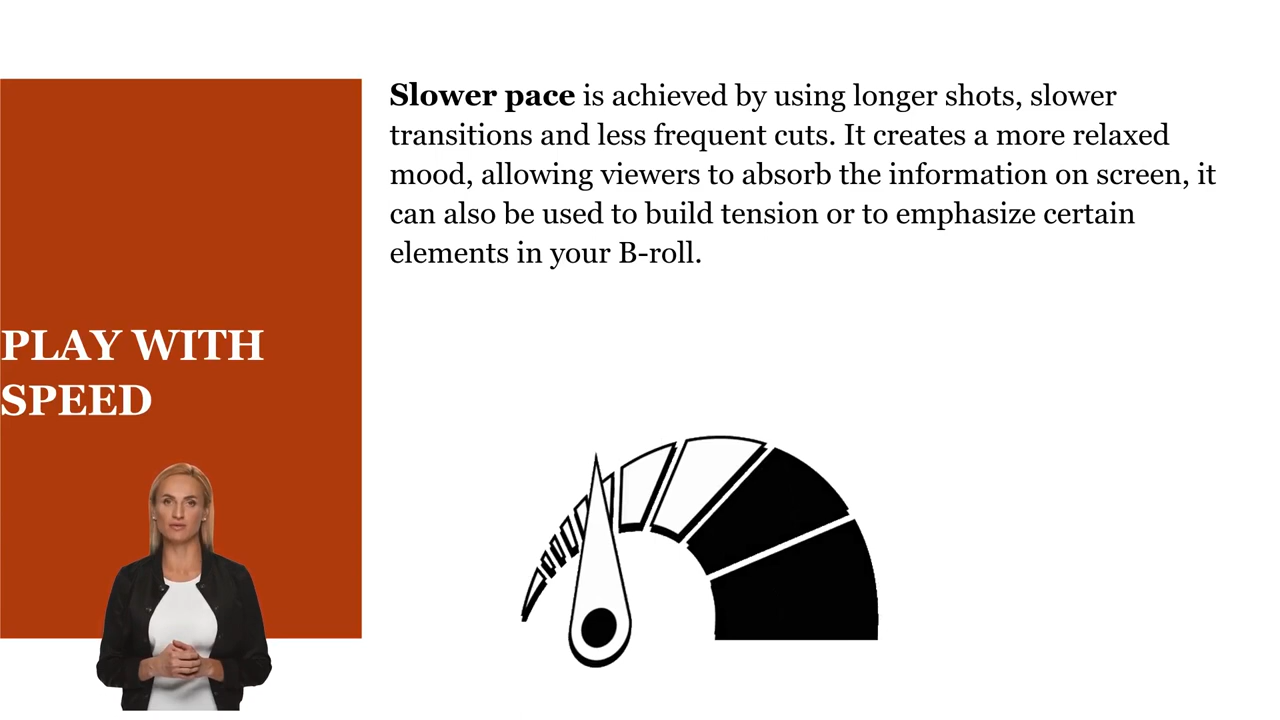 Slower pace is achieved by using longer shots, slower
transitions and less frequent cuts. It creates a more relaxed
mood, allowing viewers to absorb the information on screen, it
can also be used to build tension or to emphasize certain
elements in your B-roll.
PLAY WITH
SPEED